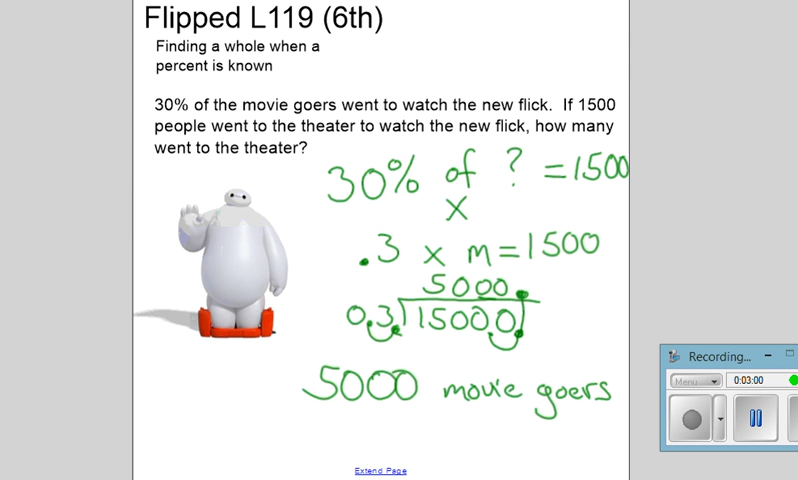 Flipped L119 (6th)
Finding a whole when a
percent is known
30% of the movie goers went to watch the new flick. If 1500
people went to the theater to watch the new flick, how many
went to the theater?
30% of ? = 1500
x
.3 x m = 1500
5000.
0.3 1500.0
5000 movie goers
Recording...
Menu
0:03:00
Extend Page